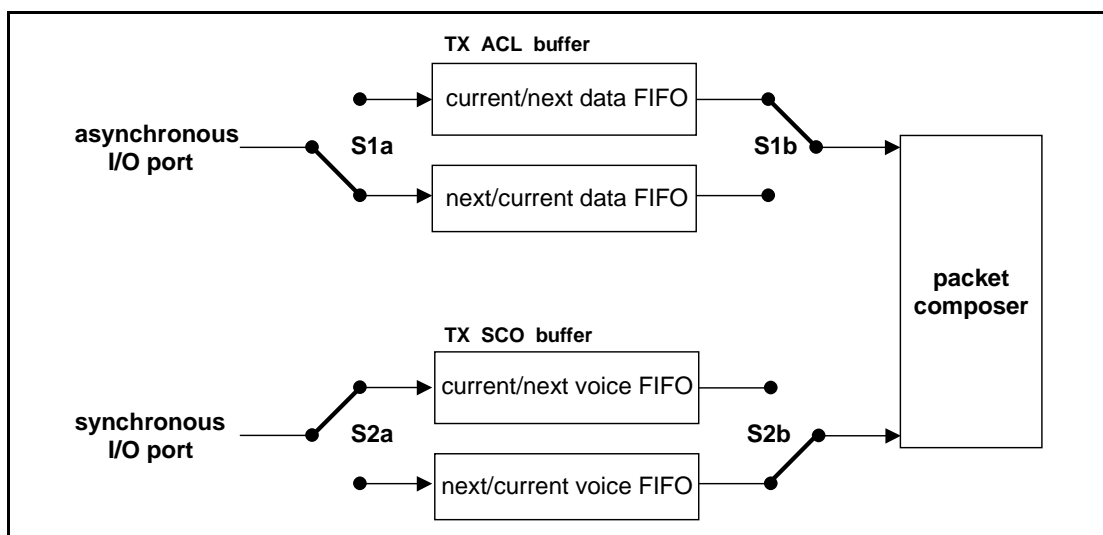 TX ACL buffer
current/next data FIFO
asynchronous
I/O port
S1a
S1b
next/current data FIFO
packet
composer
TX SCO buffer
current/next voice FIFO
synchronous
I/O port
S2a
S2b
next/current voice FIFO